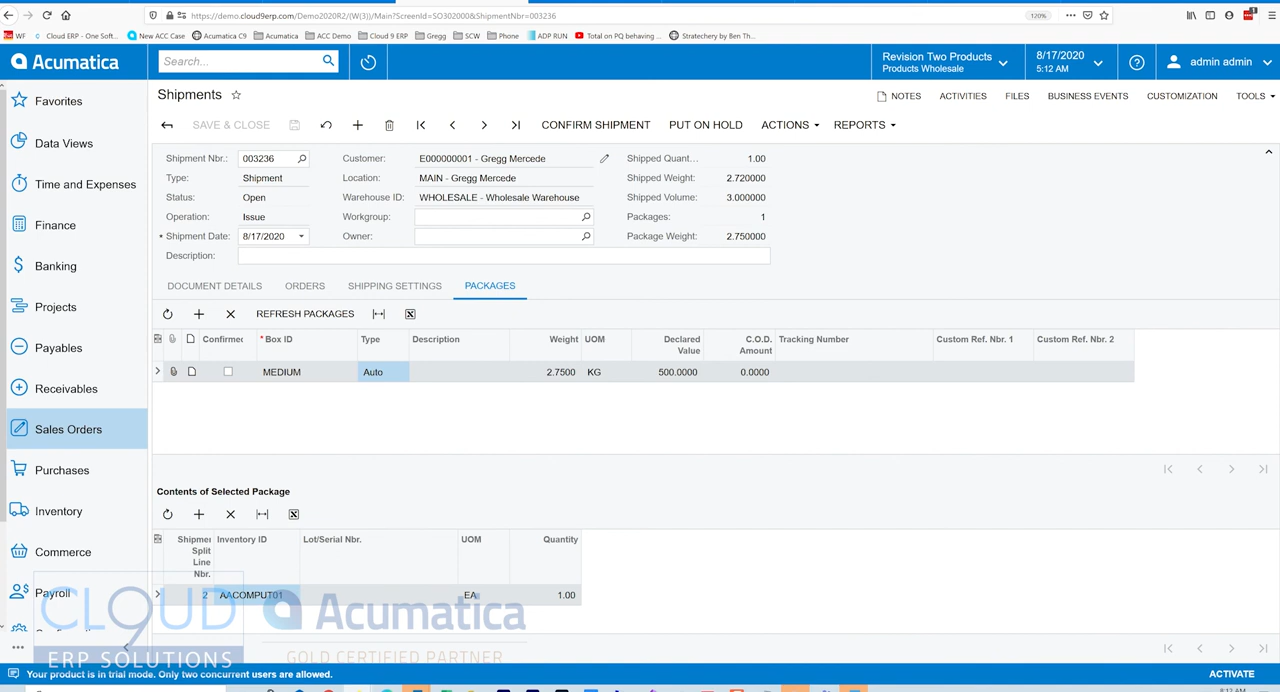 https://demo.cloud9erp.com/Demo2020R2/(W(3))/Main?ScreenId=SO302000&ShipmentNbr=003236
120%
WF
Cloud ERP - One Soft...
New ACC Case
Acumatica C9
Acumatica
ACC Demo
Cloud 9 ERP
Gregg
SCW
Phone
ADP RUN
Total on PQ behaving ...
Stratechery by Ben Th...
Acumatica
Search...
Revision Two Products
Products Wholesale
8/17/2020
5:12 AM
admin admin
Favorites
Data Views
Time and Expenses
Finance
Banking
Projects
Payables
Receivables
Sales Orders
Purchases
Inventory
Commerce
Payroll
Shipments
NOTES
ACTIVITIES
FILES
BUSINESS EVENTS
CUSTOMIZATION
TOOLS
SAVE & CLOSE
CONFIRM SHIPMENT
PUT ON HOLD
ACTIONS
REPORTS
Shipment Nbr.: 003236
Type: Shipment
Status: Open
Operation: Issue
* Shipment Date: 8/17/2020
Description:
Customer: E000000001 - Gregg Mercede
Location: MAIN - Gregg Mercede
Warehouse ID: WHOLESALE - Wholesale Warehouse
Workgroup:
Owner:
Shipped Quant... 1.00
Shipped Weight: 2.720000
Shipped Volume: 3.000000
Packages: 1
Package Weight: 2.750000
DOCUMENT DETAILS
ORDERS
SHIPPING SETTINGS
PACKAGES
REFRESH PACKAGES
Confirmed
* Box ID
Type
Description
Weight
UOM
Declared Value
C.O.D. Amount
Tracking Number
Custom Ref. Nbr. 1
Custom Ref. Nbr. 2
MEDIUM Auto 2.7500 KG 500.0000 0.0000
Contents of Selected Package
Shipmen Split Line Nbr.
Inventory ID
Lot/Serial Nbr.
UOM
Quantity
2 AACOMPUT01 EA 1.00
CLOUD 9
ERP SOLUTIONS
Acumatica
GOLD CERTIFIED PARTNER
Your product is in trial mode. Only two concurrent users are allowed.
ACTIVATE